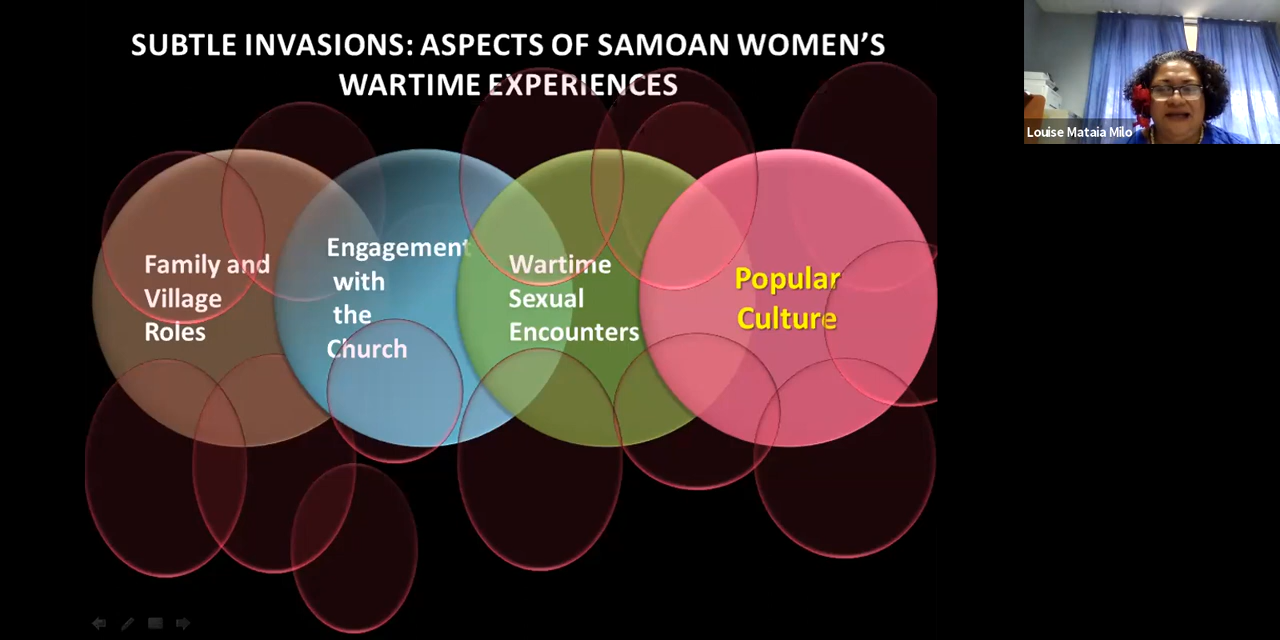 SUBTLE INVASIONS: ASPECTS OF SAMOAN WOMEN'S
WARTIME EXPERIENCES
Family and
Village
Roles
Engagement
with
the
Church
Wartime
Sexual
Encounters
Popular
Culture
Louise Mataia Milo